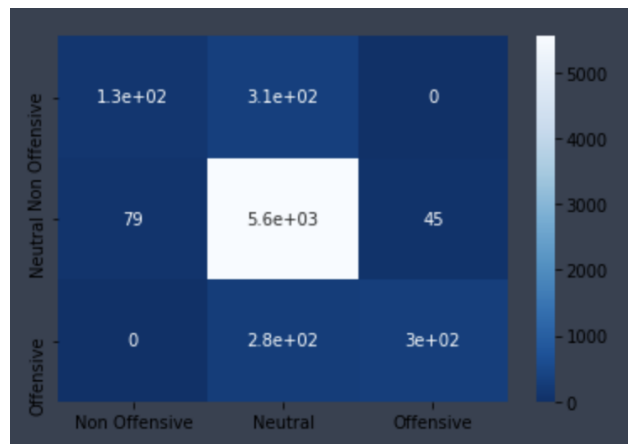 Non Offensive
1.3e+02 3.1e+02 0
Neutral
79 5.6e+03 45
Offensive
0 2.8e+02 3e+02
Non Offensive Neutral Offensive
5000
4000
3000
2000
1000
0